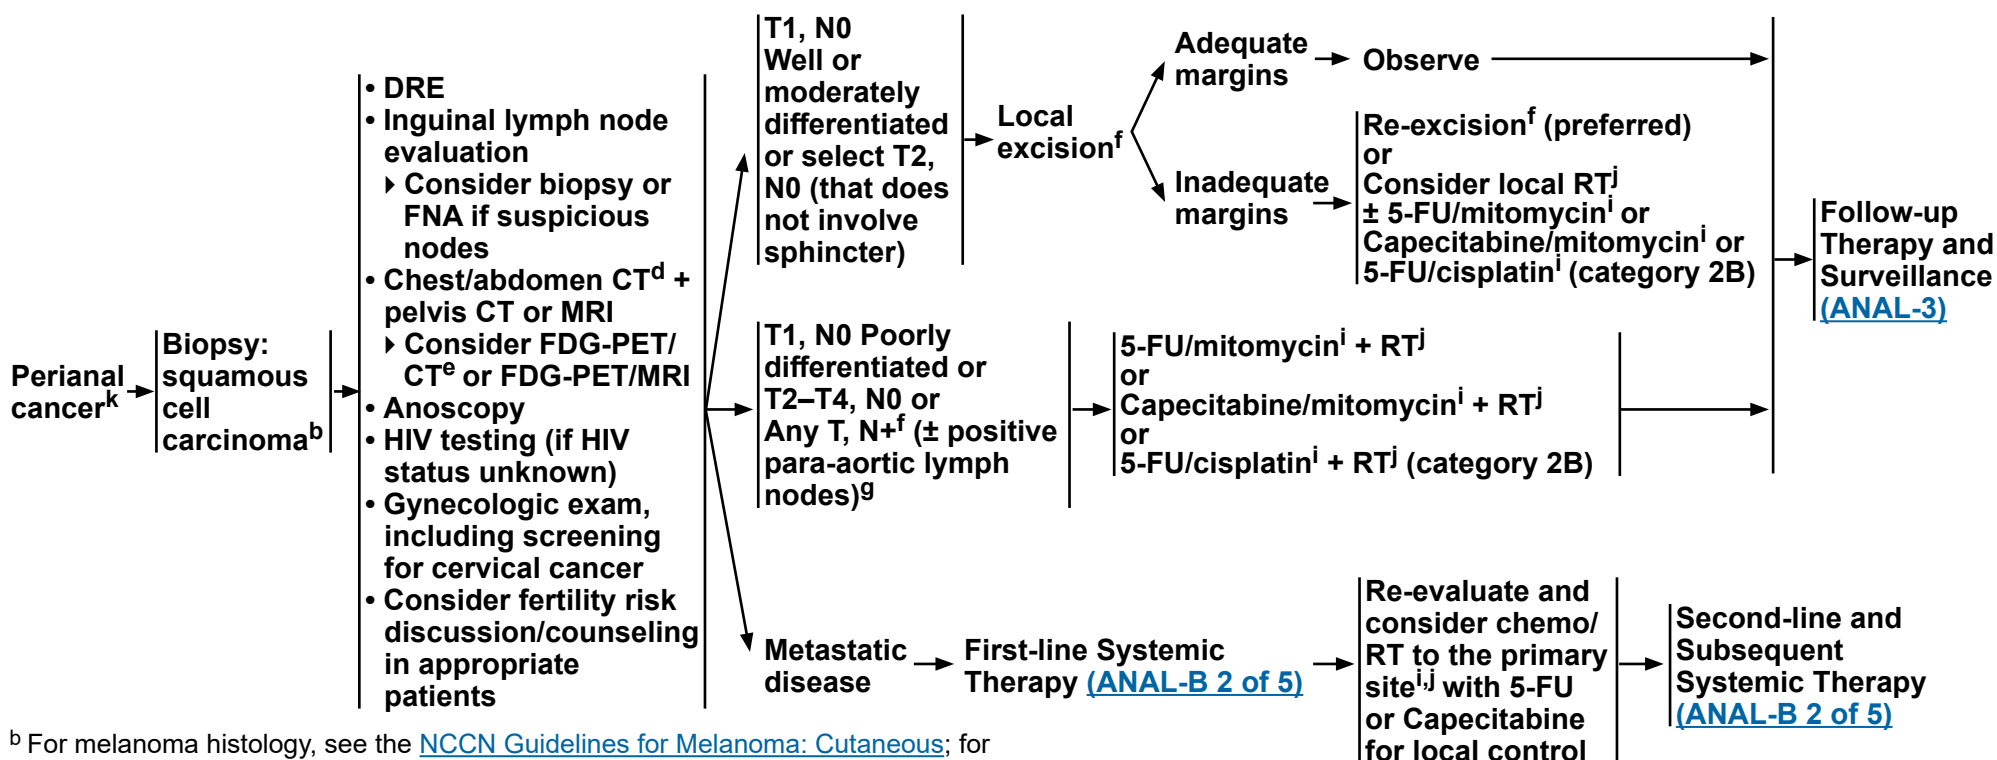 Perianal
cancerk
Biopsy:
squamous
cell
carcinomab
• DRE
• Inguinal lymph node
evaluation
▸ Consider biopsy or
FNA if suspicious
nodes
• Chest/abdomen CTd +
pelvis CT or MRI
▸ Consider FDG-PET/
CTe or FDG-PET/MRI
• Anoscopy
• HIV testing (if HIV
status unknown)
• Gynecologic exam,
including screening
for cervical cancer
• Consider fertility risk
discussion/counseling
in appropriate
patients
T1, N0
Well or
moderately
differentiated
or select T2,
N0 (that does
not involve
sphincter)
Local
excisionf
Adequate
margins
Observe
Inadequate
margins
Re-excisionf (preferred)
or
Consider local RTj
± 5-FU/mitomycini or
Capecitabine/mitomycini or
5-FU/cisplatini (category 2B)
T1, N0 Poorly
differentiated or
T2–T4, N0 or
Any T, N+f (± positive
para-aortic lymph
nodes)g
5-FU/mitomycini + RTj
or
Capecitabine/mitomycini + RTj
or
5-FU/cisplatini + RTj (category 2B)
Follow-up
Therapy and
Surveillance
(ANAL-3)
Metastatic
disease
First-line Systemic
Therapy (ANAL-B 2 of 5)
Re-evaluate and
consider chemo/
RT to the primary
sitei,j with 5-FU
or Capecitabine
for local control
Second-line and
Subsequent
Systemic Therapy
(ANAL-B 2 of 5)
b For melanoma histology, see the NCCN Guidelines for Melanoma: Cutaneous; for